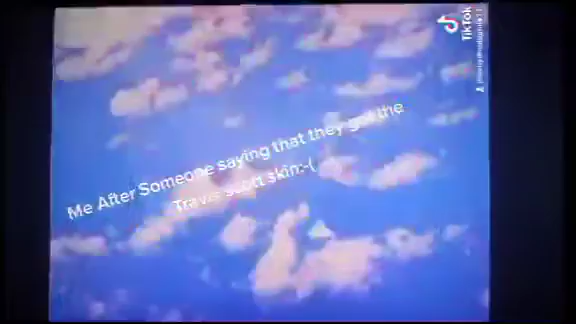 Me After Someone saying that they got the
Travis scott skin:-(
TikTok